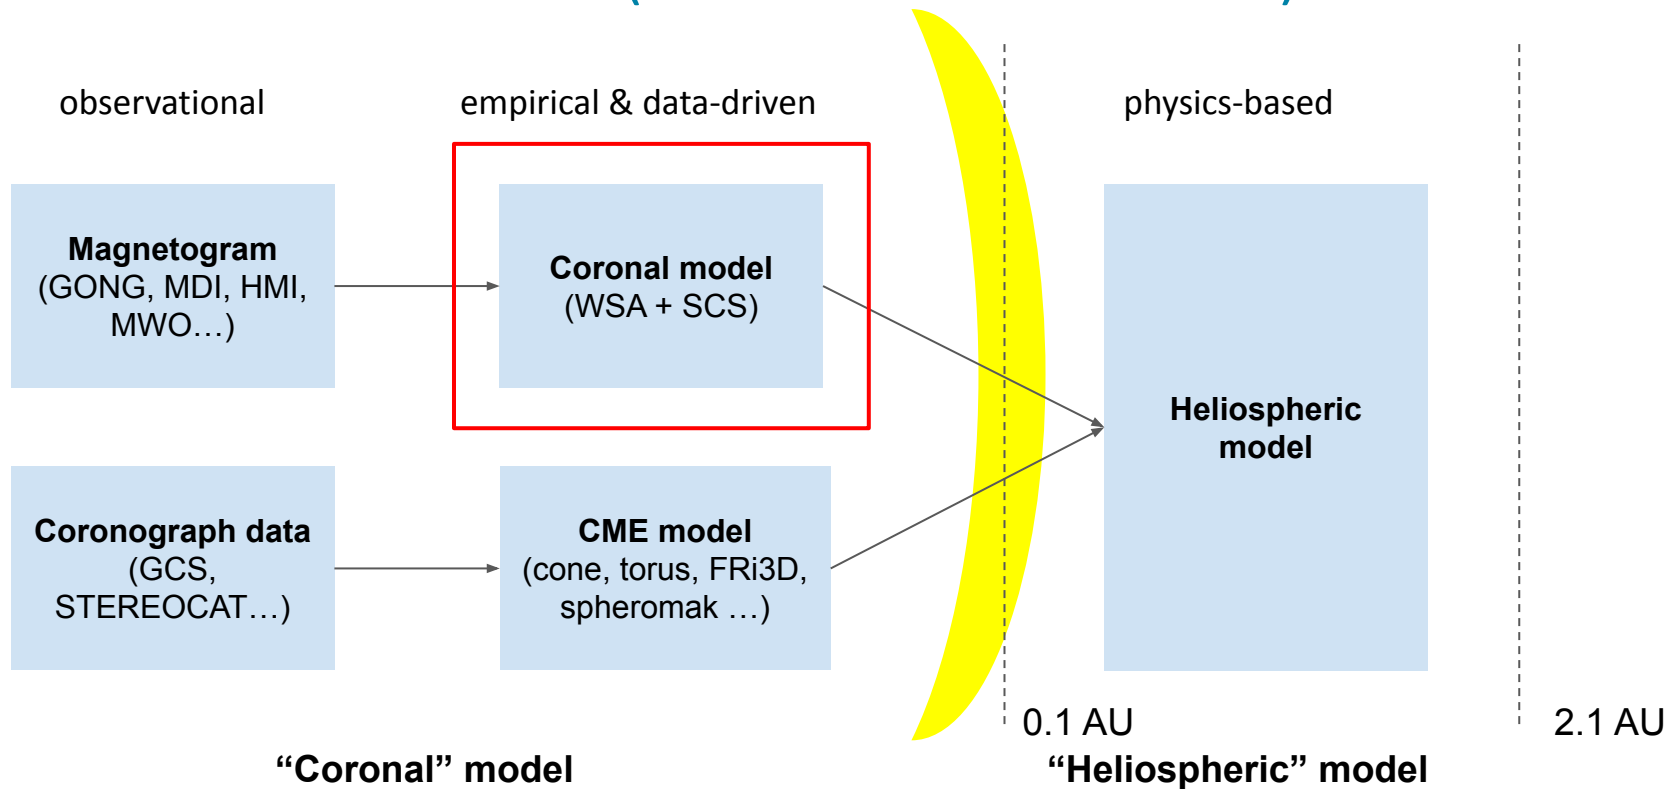 observational
empirical & data-driven
physics-based
Magnetogram
(GONG, MDI, HMI,
MWO…)
Coronal model
(WSA + SCS)
Heliospheric
model
Coronograph data
(GCS,
STEREOCAT…)
CME model
(cone, torus, FRi3D,
spheromak …)
0.1 AU
2.1 AU
“Coronal” model
“Heliospheric” model